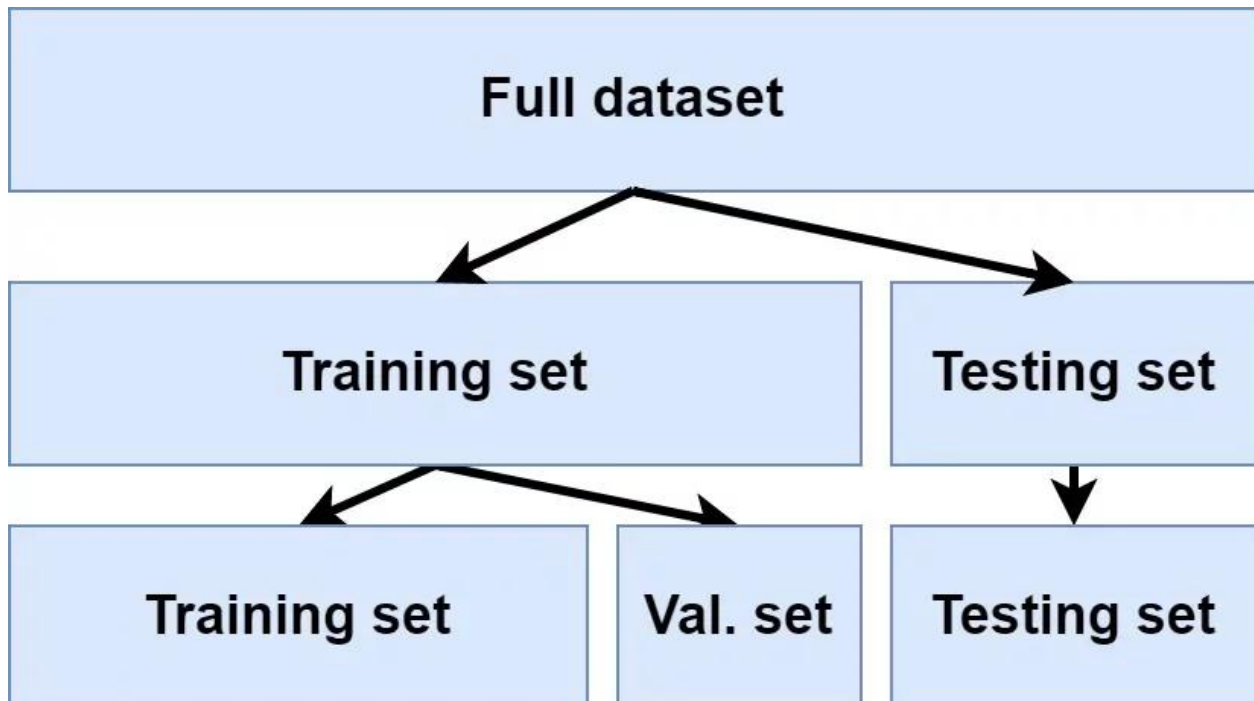 Full dataset
Training set
Testing set
Training set
Val. set
Testing set